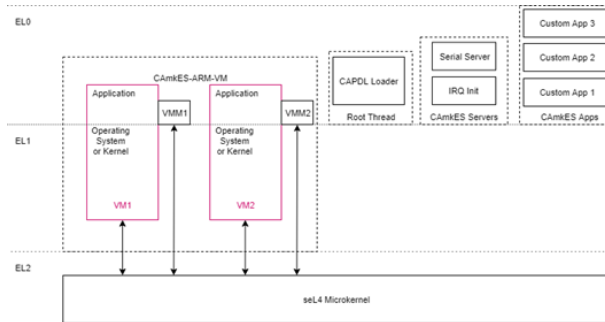 EL0
Custom App 3
Custom App 2
Custom App 1
CAmkES Apps
Serial Server
IRQ Init
CAmkES Servers
CAPDL Loader
Root Thread
CAmkES-ARM-VM
Application
VMM1
Operating
System
or Kernel
VM1
Application
VMM2
Operating
System
or Kernel
VM2
EL1
EL2
seL4 Microkernel